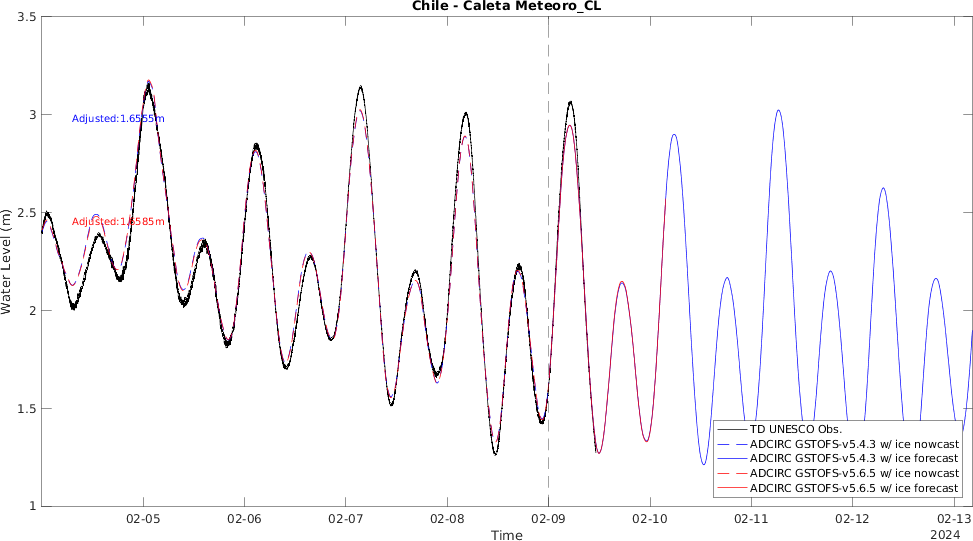 Chile - Caleta Meteoro_CL
3.5
3
2.5
2
1.5
1
Water Level (m)
Adjusted:1.6555m
Adjusted:1.6585m
TD UNESCO Obs.
ADCIRC GSTOFS-v5.4.3 w/ ice nowcast
ADCIRC GSTOFS-v5.4.3 w/ ice forecast
ADCIRC GSTOFS-v5.6.5 w/ ice nowcast
ADCIRC GSTOFS-v5.6.5 w/ ice forecast
02-05 02-06 02-07 02-08 02-09 02-10 02-11 02-12 02-13
Time
2024